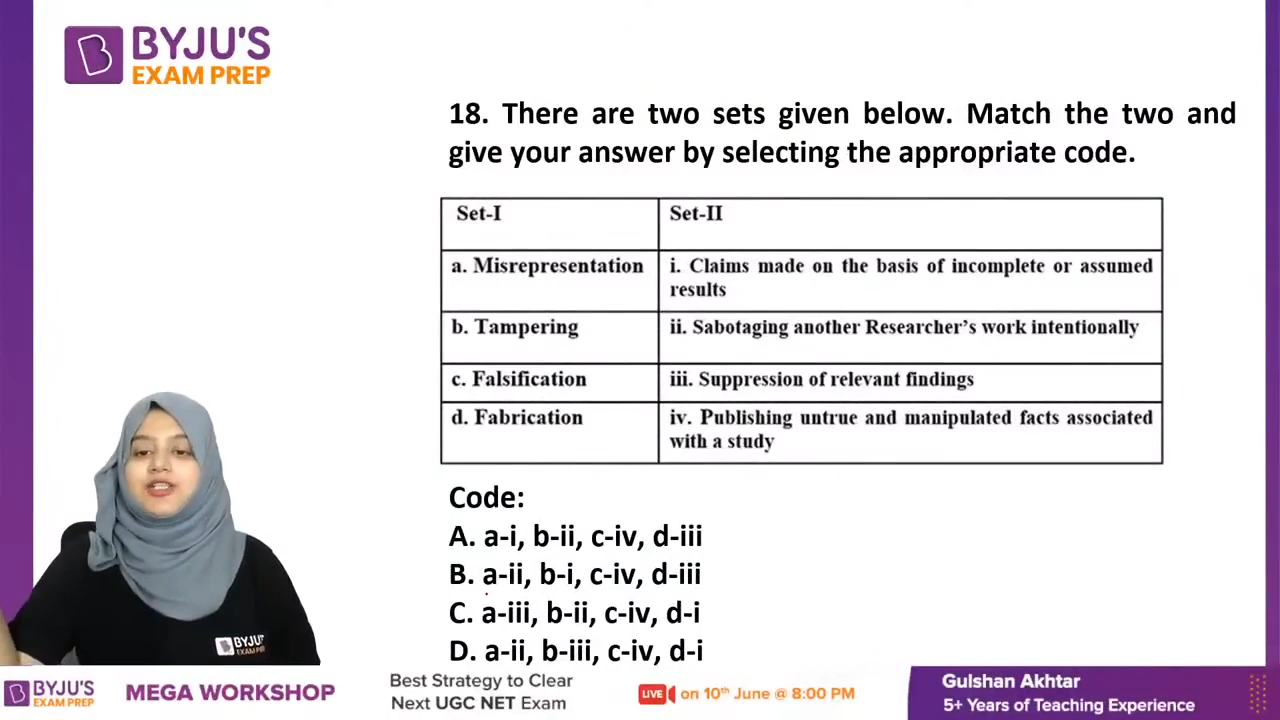 BYJU'S
EXAM PREP
18. There are two sets given below. Match the two and
give your answer by selecting the appropriate code.
Set-I
Set-II
a. Misrepresentation
i. Claims made on the basis of incomplete or assumed
results
b. Tampering
ii. Sabotaging another Researcher's work intentionally
c. Falsification
iii. Suppression of relevant findings
d. Fabrication
iv. Publishing untrue and manipulated facts associated
with a study
Code:
A. a-i, b-ii, c-iv, d-iii
B. a-ii, b-i, c-iv, d-iii
C. a-iii, b-ii, c-iv, d-i
D. a-ii, b-iii, c-iv, d-i
BYJU'S
EXAM PREP
BYJU'S
EXAM PREP
MEGA WORKSHOP
Best Strategy to Clear
Next UGC NET Exam
LIVE on 10th June @ 8:00 PM
Gulshan Akhtar
5+ Years of Teaching Experience